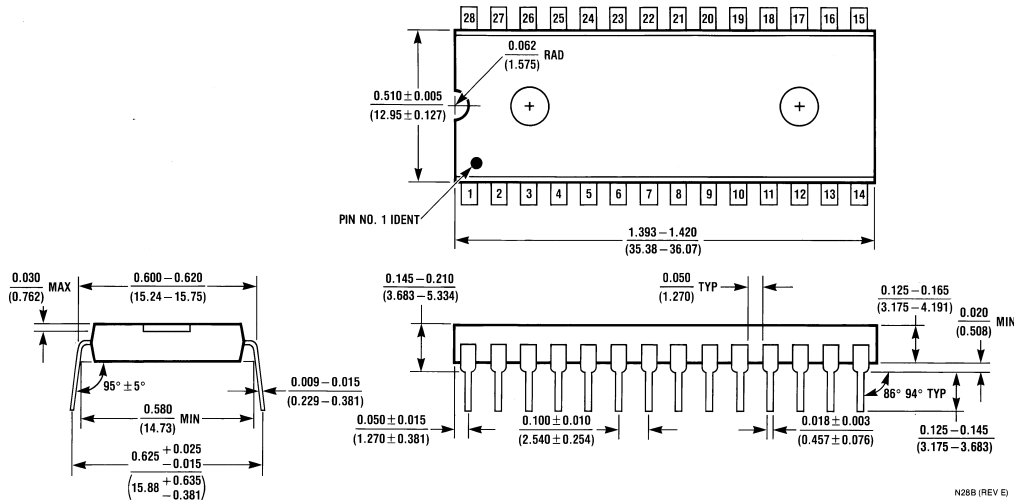 28 27 26 25 24 23 22 21 20 19 18 17 16 15
0.062
(1.575)
RAD
0.510 ± 0.005
(12.95 ± 0.127)
1 2 3 4 5 6 7 8 9 10 11 12 13 14
PIN NO. 1 IDENT
1.393 – 1.420
(35.38 – 36.07)
0.030
(0.762)
MAX
0.600 – 0.620
(15.24 – 15.75)
95° ± 5°
0.009 – 0.015
(0.229 – 0.381)
0.580
(14.73)
MIN
0.625 +0.025
−0.015
(15.88 +0.635
−0.381)
0.145 – 0.210
(3.683 – 5.334)
0.050
(1.270)
TYP
0.125 – 0.165
(3.175 – 4.191)
0.020
(0.508)
MIN
86° 94° TYP
0.050 ± 0.015
(1.270 ± 0.381)
0.100 ± 0.010
(2.540 ± 0.254)
0.018 ± 0.003
(0.457 ± 0.076)
0.125 – 0.145
(3.175 – 3.683)
N28B (REV E)